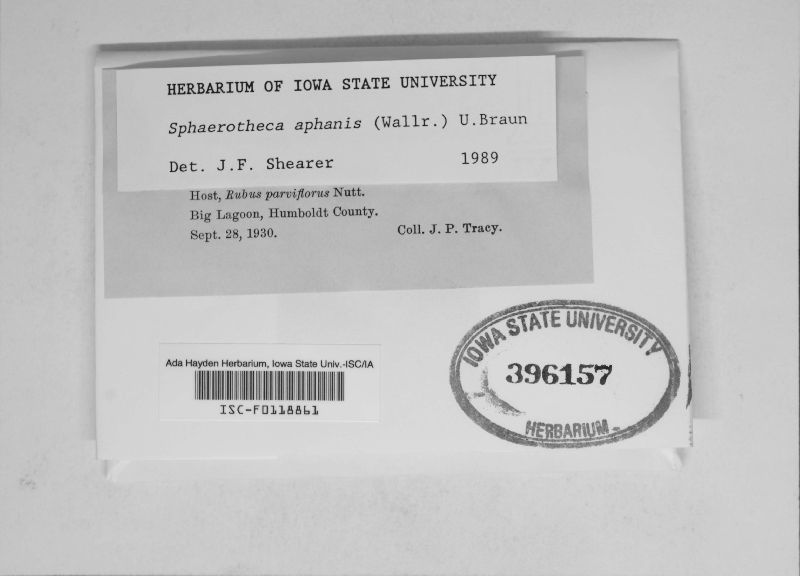 HERBARIUM OF IOWA STATE UNIVERSITY
Sphaerotheca aphanis (Wallr.) U.Braun
Det. J.F. Shearer 1989
Host, Rubus parviflorus Nutt.
Big Lagoon, Humboldt County.
Sept. 28, 1930. Coll. J. P. Tracy.
Ada Hayden Herbarium, Iowa State Univ.-ISC/IA
ISC-F0118861
IOWA STATE UNIVERSITY
396157
HERBARIUM